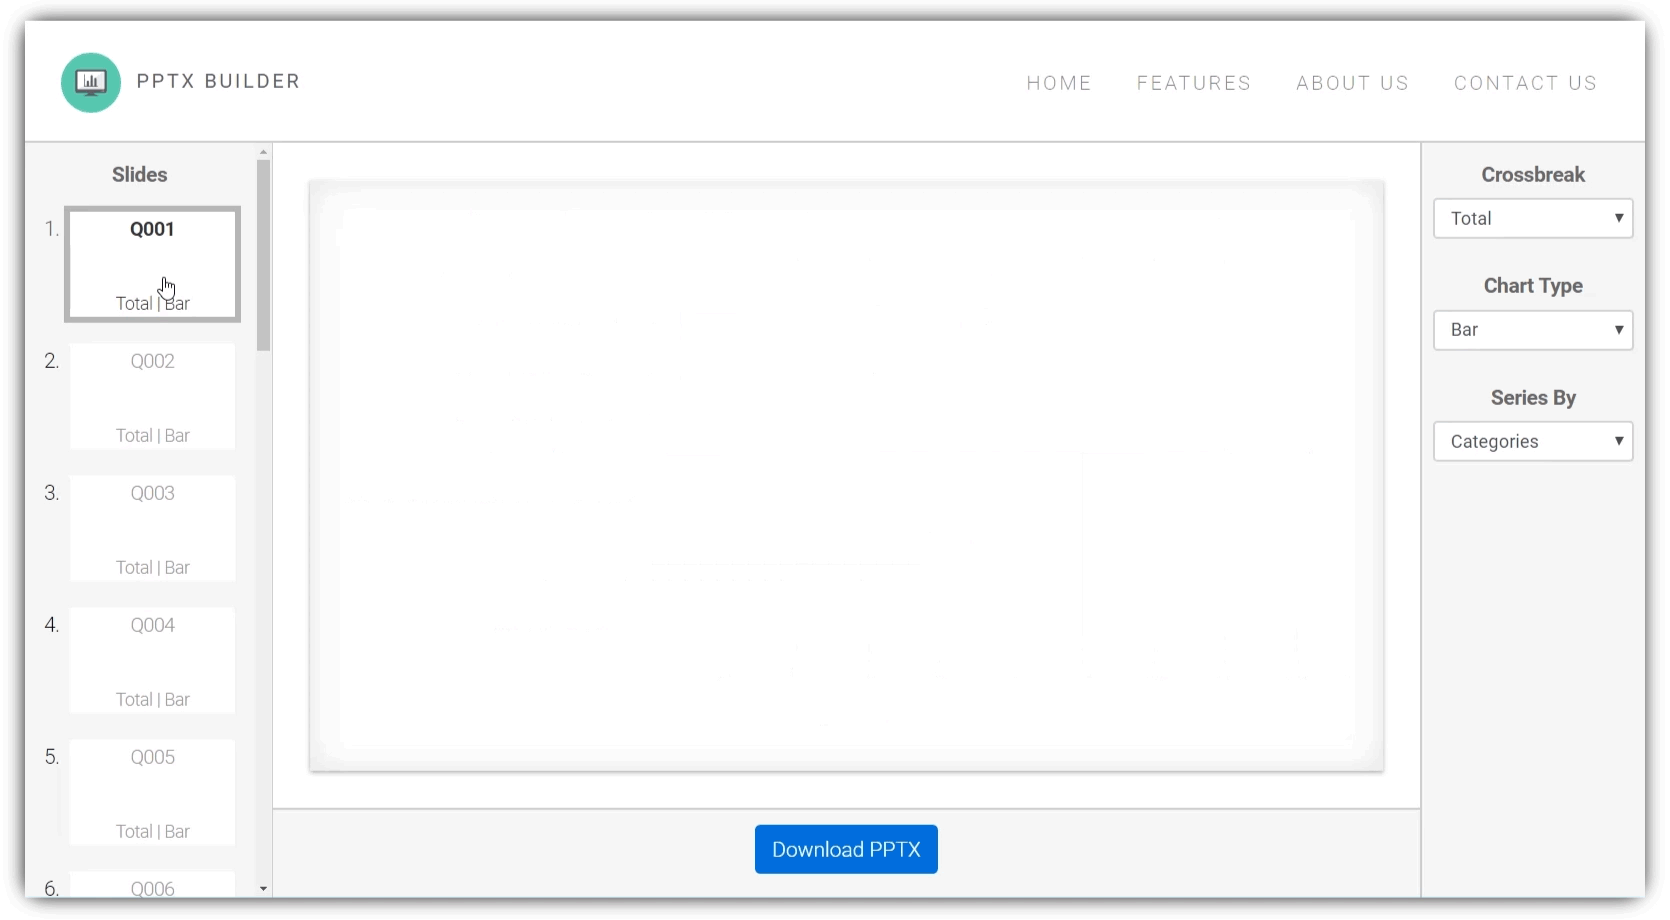 PPTX BUILDER
HOME
FEATURES
ABOUT US
CONTACT US
Slides
1.
Q001
Total | Bar
2.
Q002
Total | Bar
3.
Q003
Total | Bar
4.
Q004
Total | Bar
5.
Q005
Total | Bar
6.
Q006
Download PPTX
Crossbreak
Total
Chart Type
Bar
Series By
Categories